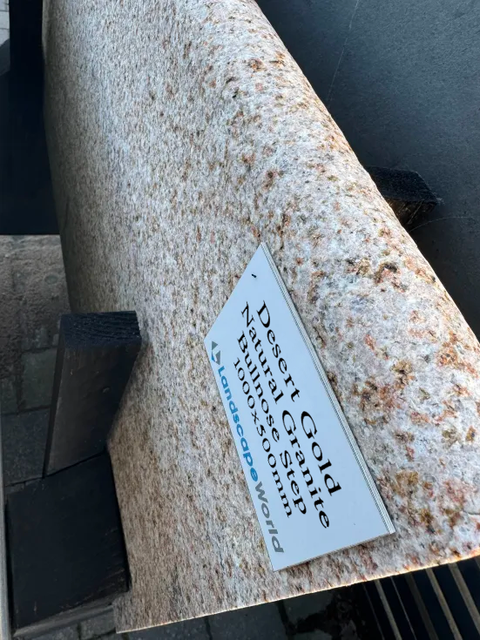 Desert Gold
Natural Granite
Bullnose Step
1000x500mm
LandscapeWorld